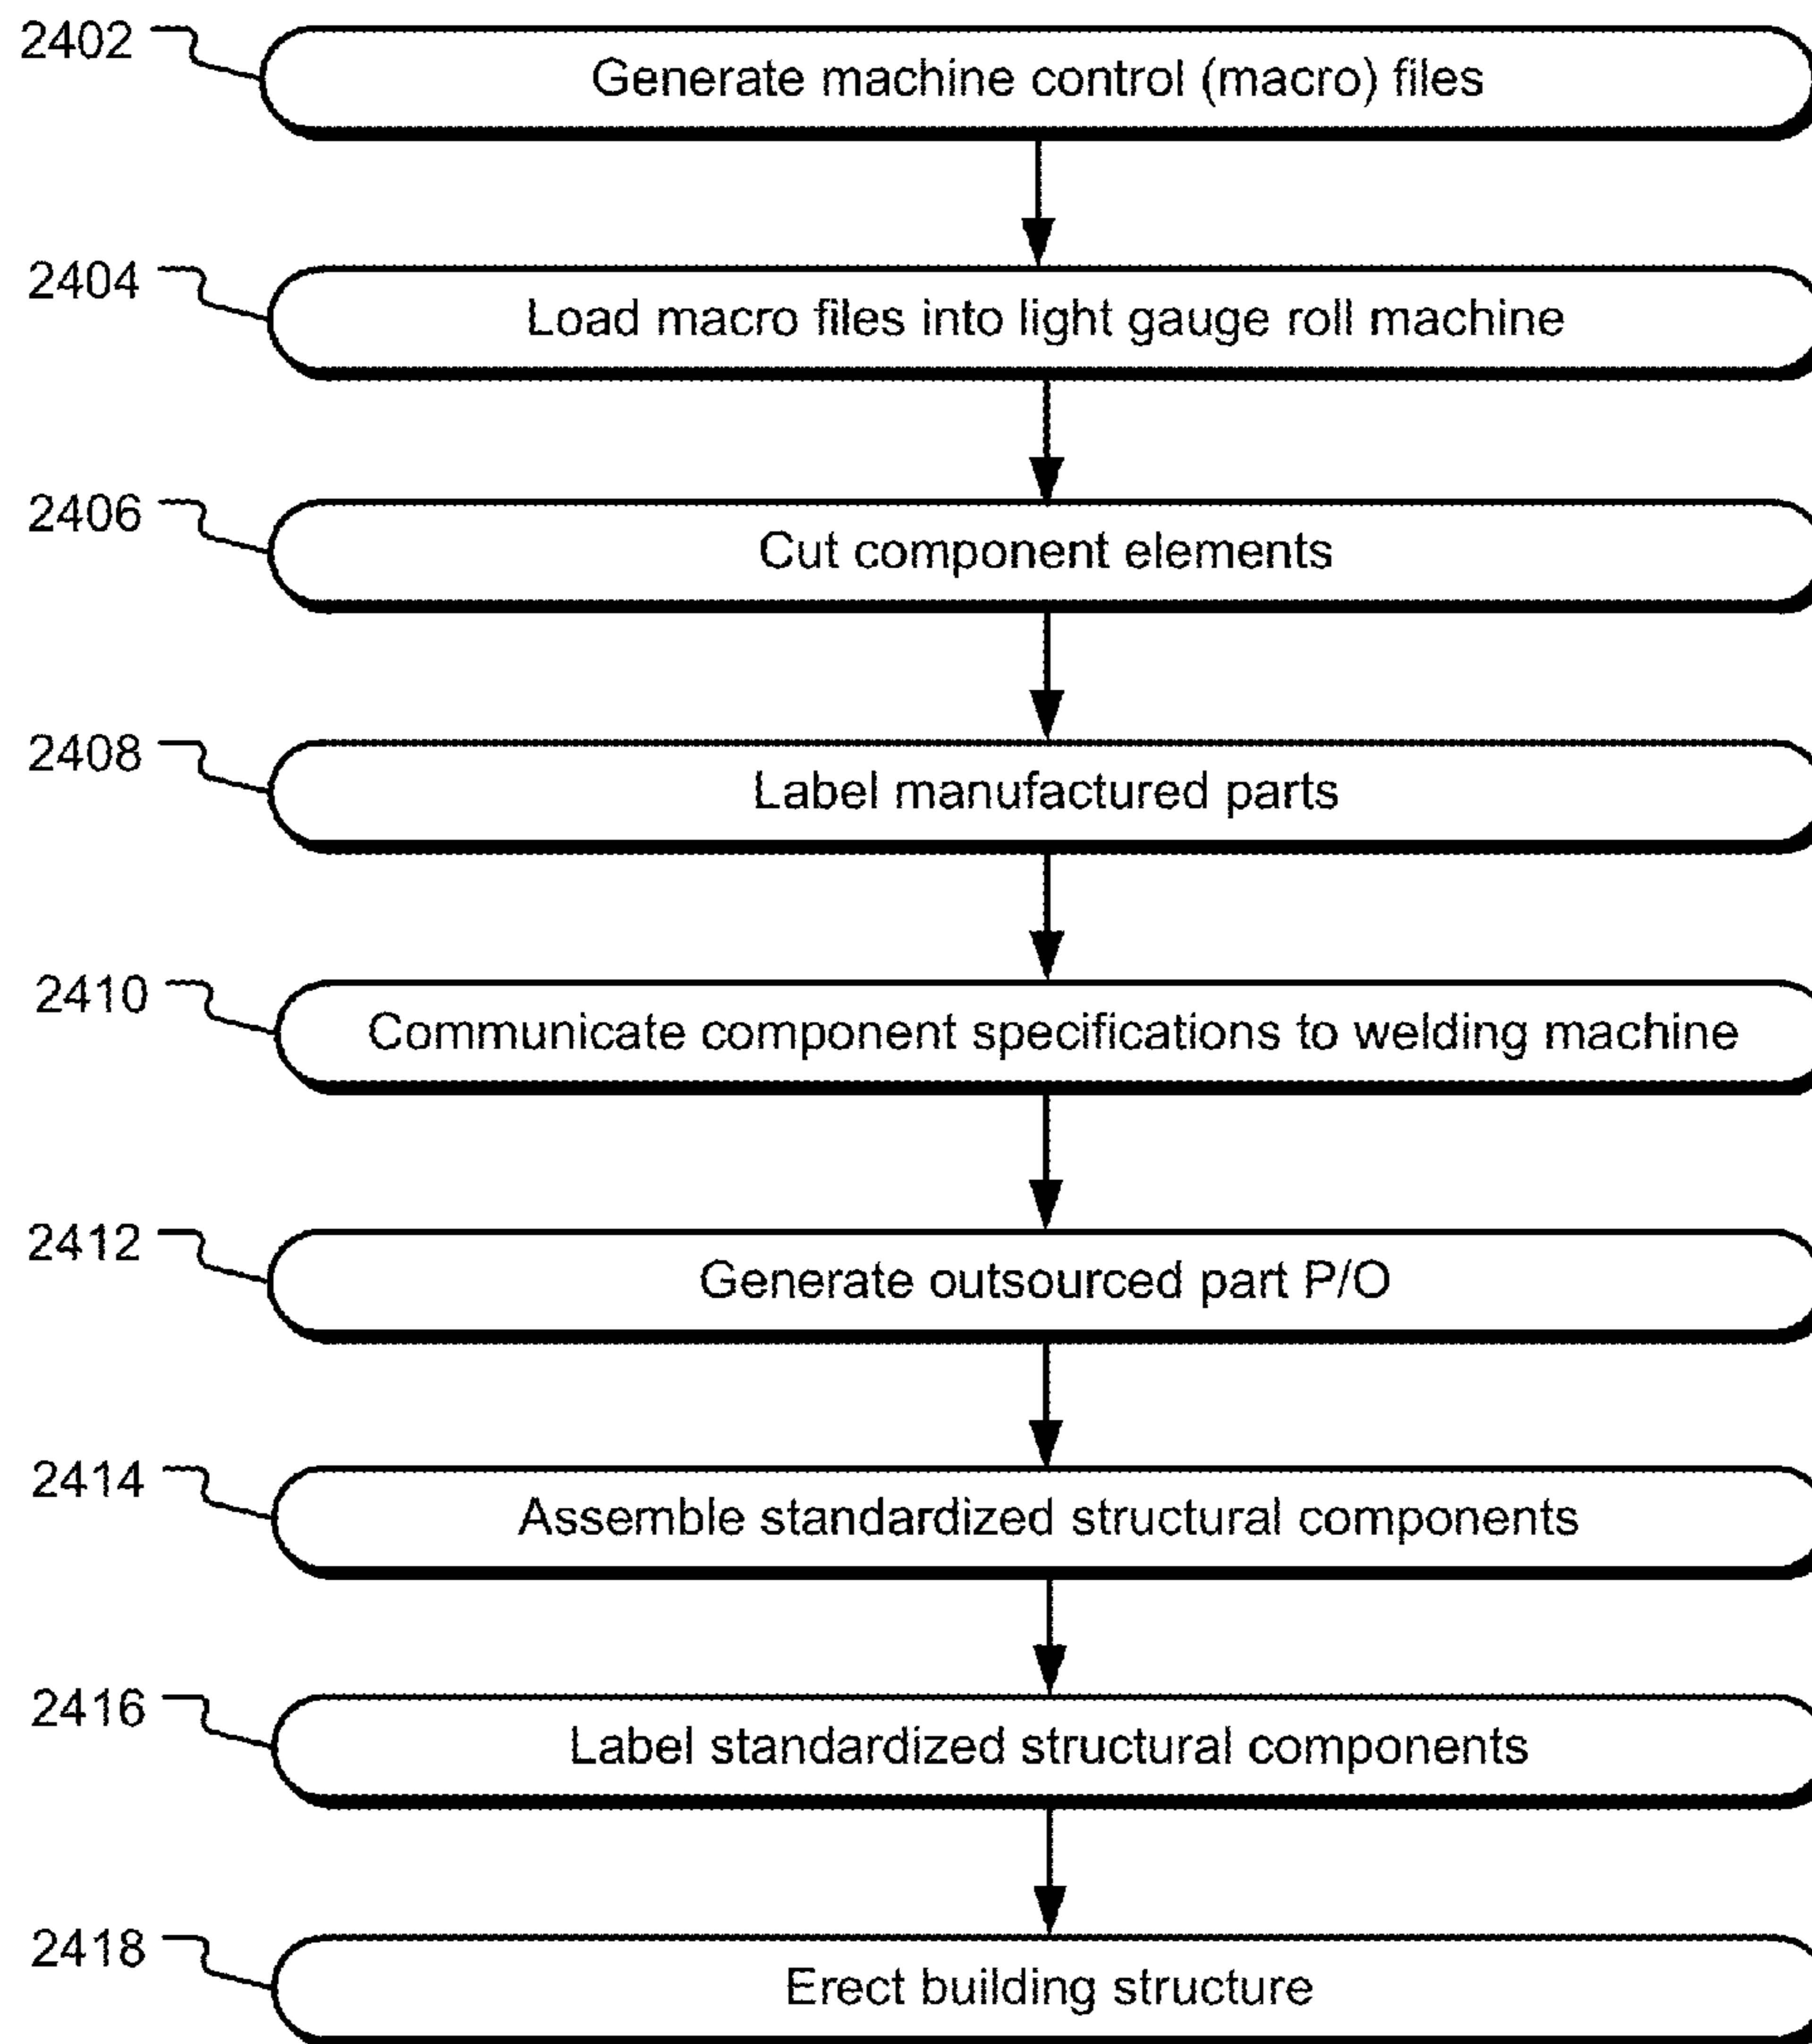 2402
Generate machine control (macro) files
2404
Load macro files into light gauge roll machine
2406
Cut component elements
2408
Label manufactured parts
2410
Communicate component specifications to welding machine
2412
Generate outsourced part P/O
2414
Assemble standardized structural components
2416
Label standardized structural components
2418
Erect building structure